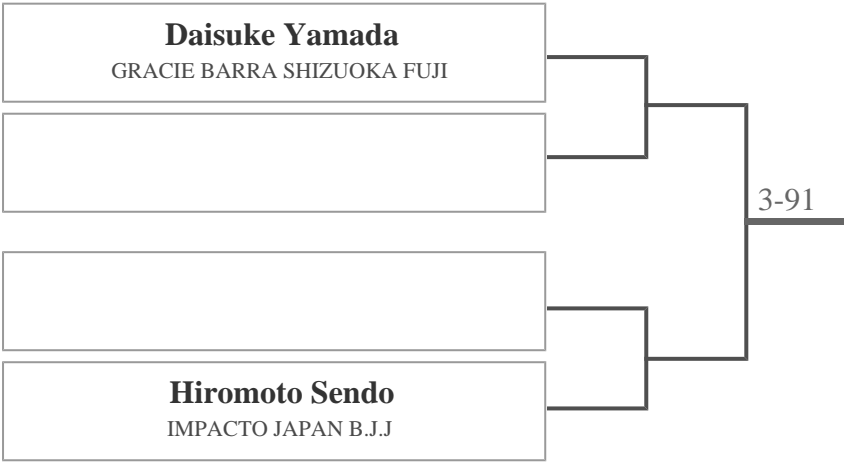 Daisuke Yamada
GRACIE BARRA SHIZUOKA FUJI
3-91
Hiromoto Sendo
IMPACTO JAPAN B.J.J